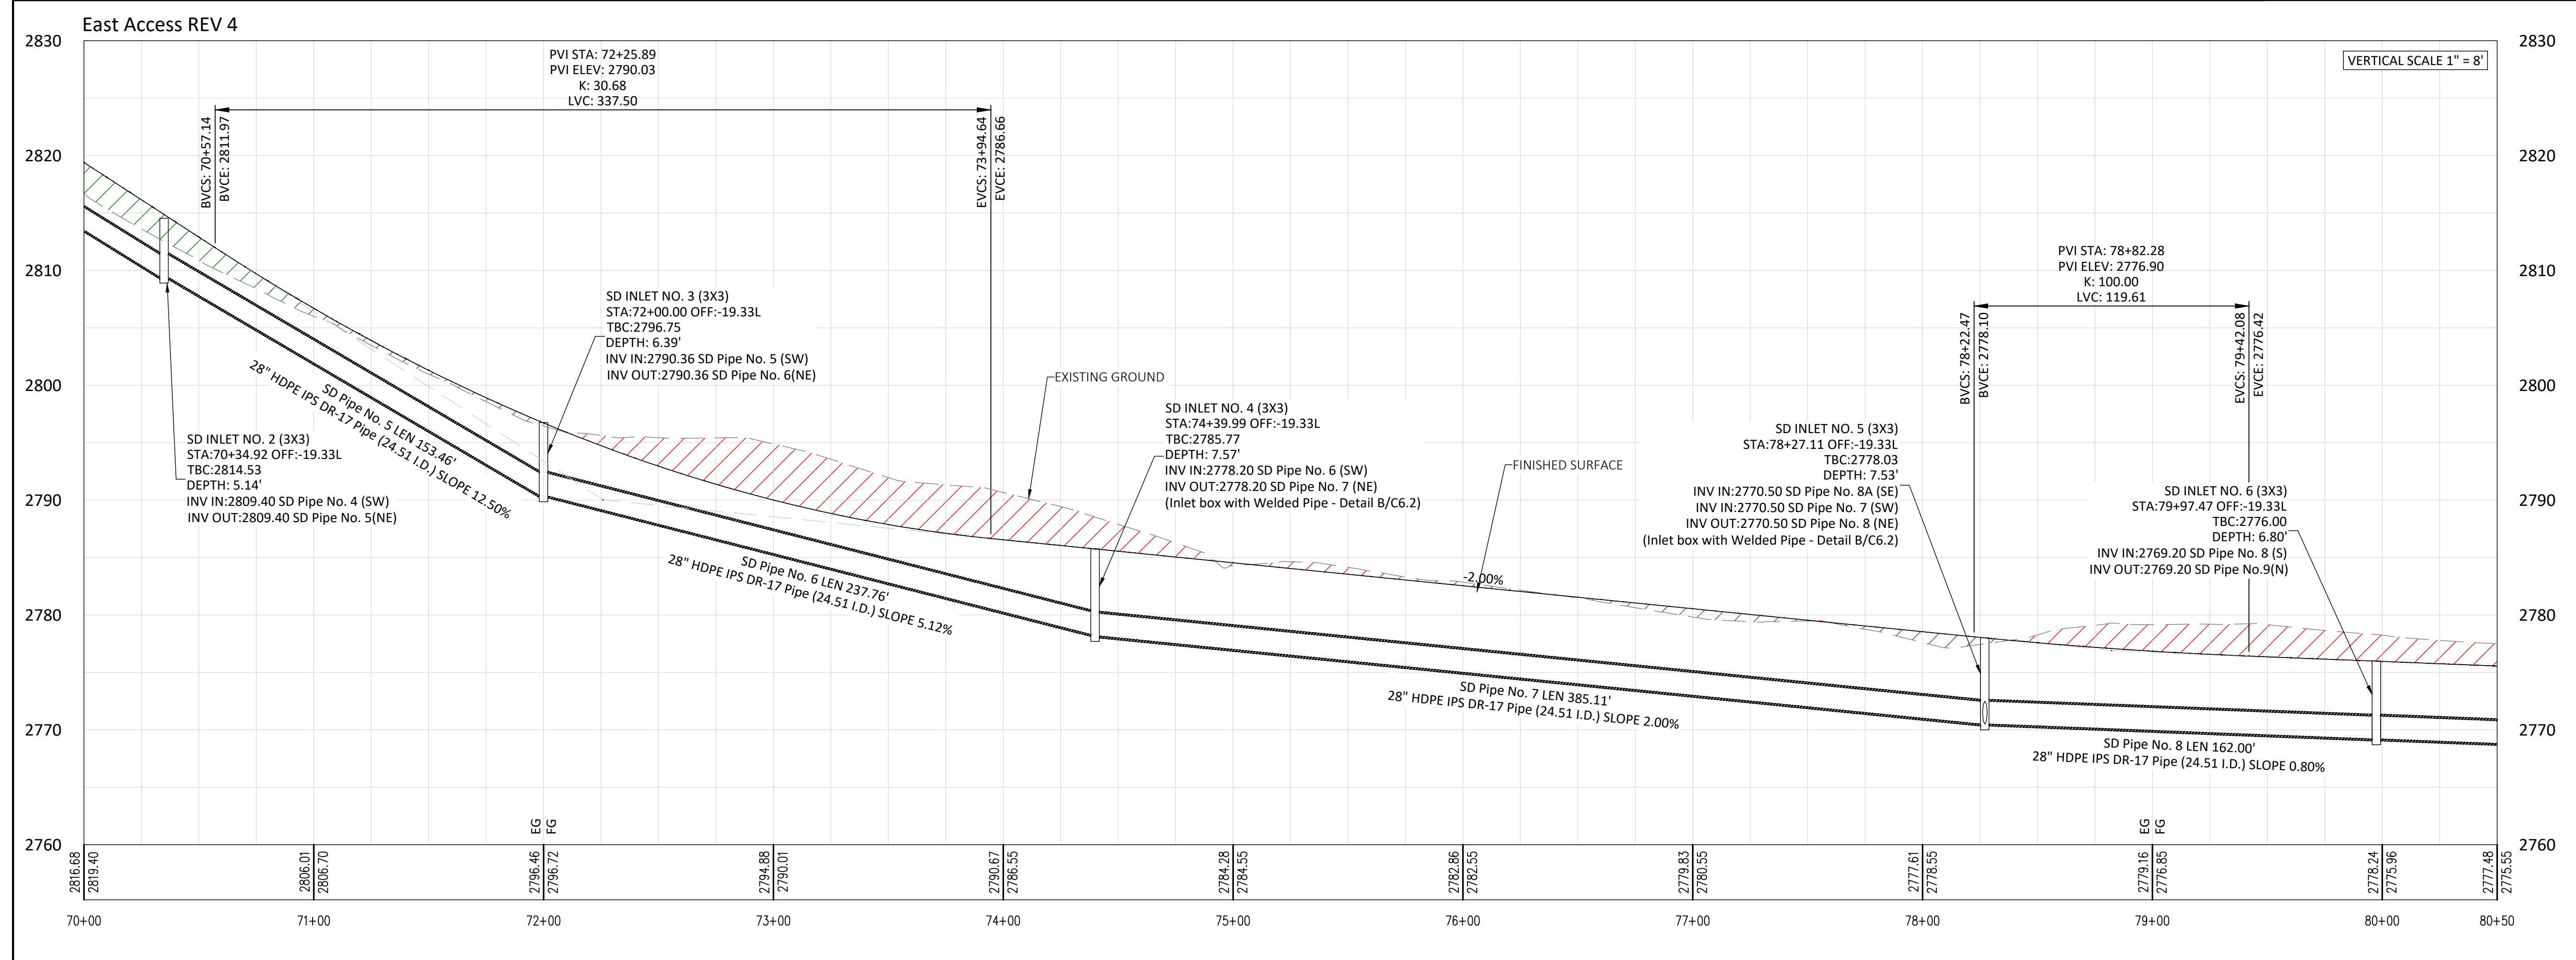 East Access REV 4
VERTICAL SCALE 1" = 8'
2830
2820
2810
2800
2790
2780
2770
2760
2830
2820
2810
2800
2790
2780
2770
2760
PVI STA: 72+25.89
PVI ELEV: 2790.03
K: 30.68
LVC: 337.50
BVCS: 70+57.14
BVCE: 2811.97
EVCS: 73+94.64
EVCE: 2786.66
PVI STA: 78+82.28
PVI ELEV: 2776.90
K: 100.00
LVC: 119.61
BVCS: 78+22.47
BVCE: 2778.10
EVCS: 79+42.08
EVCE: 2776.42
SD INLET NO. 2 (3X3)
STA:70+34.92 OFF:-19.33L
TBC:2814.53
DEPTH: 5.14'
INV IN:2809.40 SD Pipe No. 4 (SW)
INV OUT:2809.40 SD Pipe No. 5(NE)
SD Pipe No. 5 LEN 153.46'
28" HDPE IPS DR-17 Pipe (24.51 I.D.) SLOPE 12.50%
SD INLET NO. 3 (3X3)
STA:72+00.00 OFF:-19.33L
TBC:2796.75
DEPTH: 6.39'
INV IN:2790.36 SD Pipe No. 5 (SW)
INV OUT:2790.36 SD Pipe No. 6(NE)
SD Pipe No. 6 LEN 237.76'
28" HDPE IPS DR-17 Pipe (24.51 I.D.) SLOPE 5.12%
EXISTING GROUND
SD INLET NO. 4 (3X3)
STA:74+39.99 OFF:-19.33L
TBC:2785.77
DEPTH: 7.57'
INV IN:2778.20 SD Pipe No. 6 (SW)
INV OUT:2778.20 SD Pipe No. 7 (NE)
(Inlet box with Welded Pipe - Detail B/C6.2)
FINISHED SURFACE
-2.00%
SD Pipe No. 7 LEN 385.11'
28" HDPE IPS DR-17 Pipe (24.51 I.D.) SLOPE 2.00%
SD INLET NO. 5 (3X3)
STA:78+27.11 OFF:-19.33L
TBC:2778.03
DEPTH: 7.53'
INV IN:2770.50 SD Pipe No. 8A (SE)
INV IN:2770.50 SD Pipe No. 7 (SW)
INV OUT:2770.50 SD Pipe No. 8 (NE)
(Inlet box with Welded Pipe - Detail B/C6.2)
SD INLET NO. 6 (3X3)
STA:79+97.47 OFF:-19.33L
TBC:2776.00
DEPTH: 6.80'
INV IN:2769.20 SD Pipe No. 8 (S)
INV OUT:2769.20 SD Pipe No.9(N)
SD Pipe No. 8 LEN 162.00'
28" HDPE IPS DR-17 Pipe (24.51 I.D.) SLOPE 0.80%
EG
FG
EG
FG
2816.68
2819.40
2806.01
2806.70
2796.46
2796.72
2794.88
2790.01
2790.67
2786.55
2784.28
2784.55
2782.86
2782.55
2779.83
2780.55
2777.61
2778.55
2779.16
2776.85
2778.24
2775.96
2777.48
2775.55
70+00
71+00
72+00
73+00
74+00
75+00
76+00
77+00
78+00
79+00
80+00
80+50